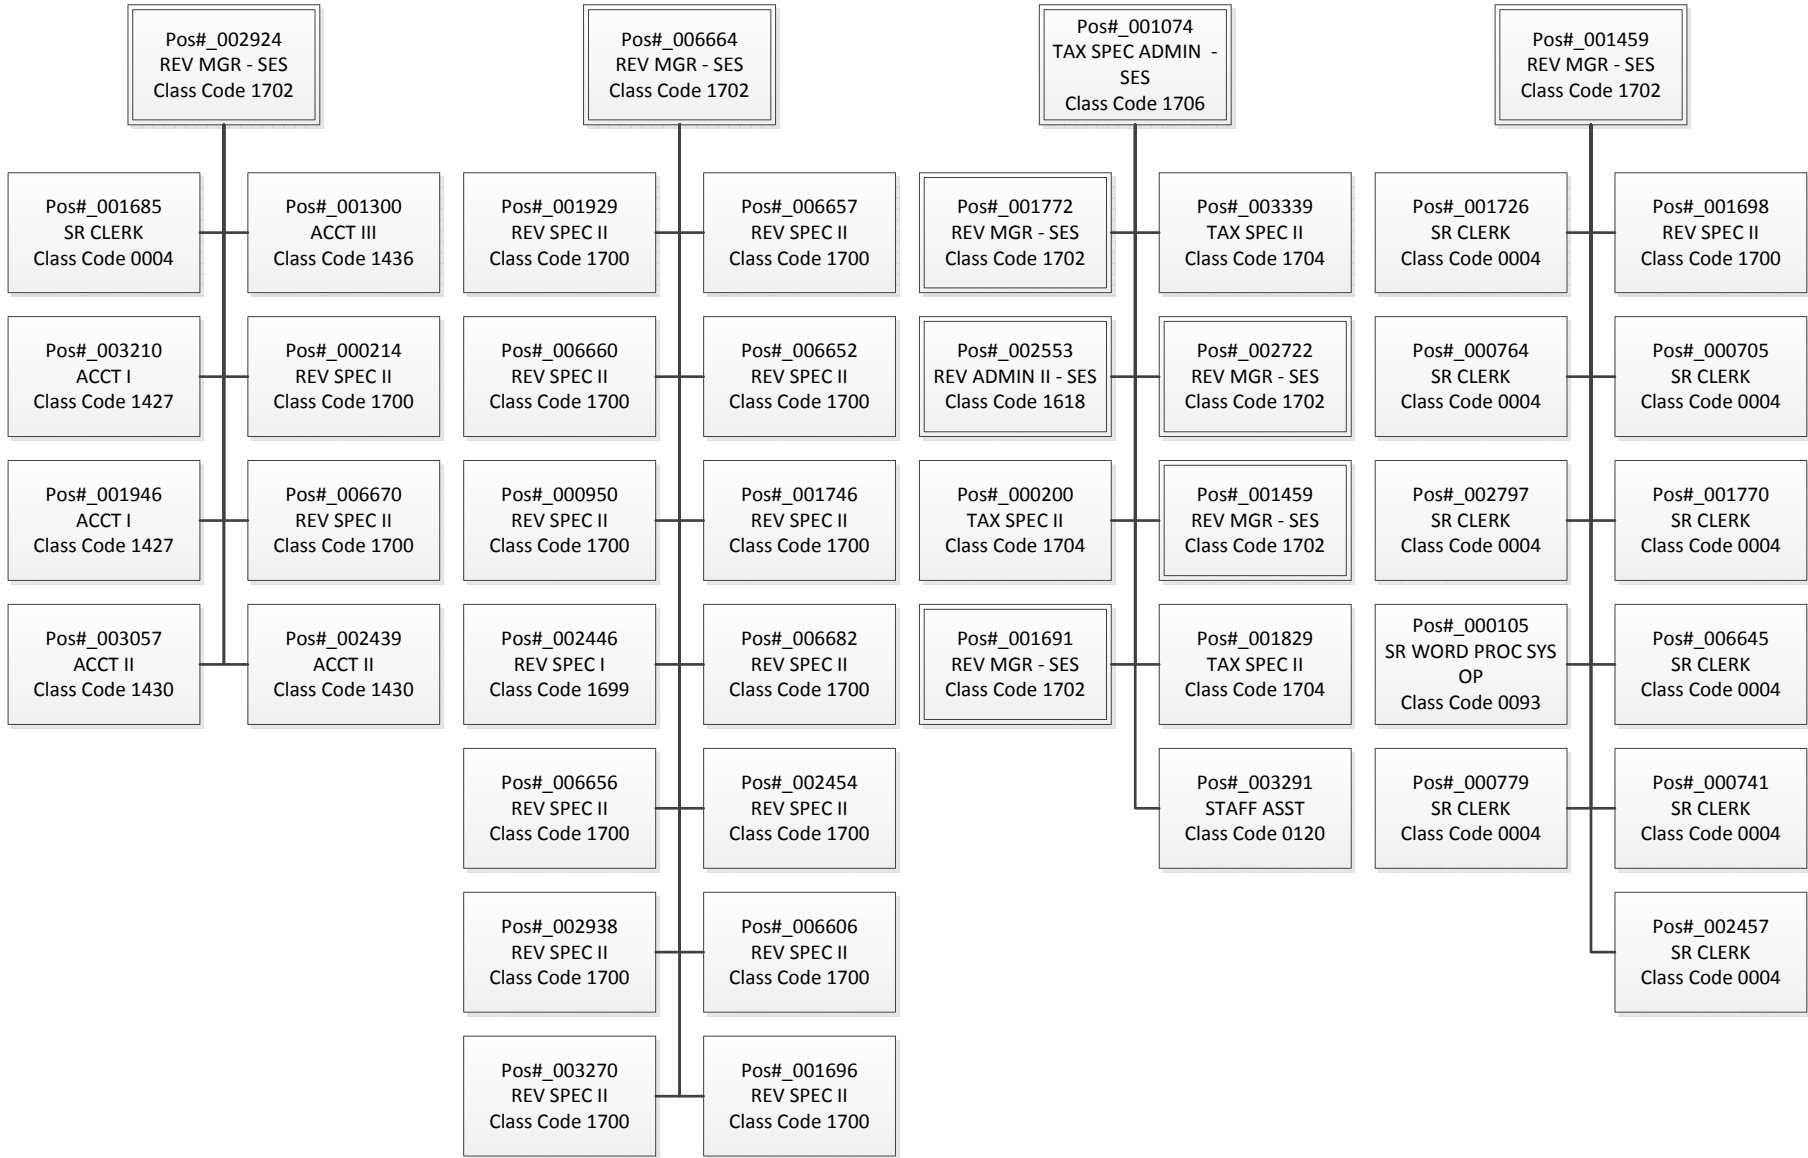 Pos#_002924
REV MGR - SES
Class Code 1702
Pos#_001685
SR CLERK
Class Code 0004
Pos#_001300
ACCT III
Class Code 1436
Pos#_003210
ACCT I
Class Code 1427
Pos#_000214
REV SPEC II
Class Code 1700
Pos#_001946
ACCT I
Class Code 1427
Pos#_006670
REV SPEC II
Class Code 1700
Pos#_003057
ACCT II
Class Code 1430
Pos#_002439
ACCT II
Class Code 1430
Pos#_006664
REV MGR - SES
Class Code 1702
Pos#_001929
REV SPEC II
Class Code 1700
Pos#_006657
REV SPEC II
Class Code 1700
Pos#_006660
REV SPEC II
Class Code 1700
Pos#_006652
REV SPEC II
Class Code 1700
Pos#_000950
REV SPEC II
Class Code 1700
Pos#_001746
REV SPEC II
Class Code 1700
Pos#_002446
REV SPEC I
Class Code 1699
Pos#_006682
REV SPEC II
Class Code 1700
Pos#_006656
REV SPEC II
Class Code 1700
Pos#_002454
REV SPEC II
Class Code 1700
Pos#_002938
REV SPEC II
Class Code 1700
Pos#_006606
REV SPEC II
Class Code 1700
Pos#_003270
REV SPEC II
Class Code 1700
Pos#_001696
REV SPEC II
Class Code 1700
Pos#_001074
TAX SPEC ADMIN -
SES
Class Code 1706
Pos#_001772
REV MGR - SES
Class Code 1702
Pos#_003339
TAX SPEC II
Class Code 1704
Pos#_002553
REV ADMIN II - SES
Class Code 1618
Pos#_002722
REV MGR - SES
Class Code 1702
Pos#_000200
TAX SPEC II
Class Code 1704
Pos#_001459
REV MGR - SES
Class Code 1702
Pos#_001691
REV MGR - SES
Class Code 1702
Pos#_001829
TAX SPEC II
Class Code 1704
Pos#_003291
STAFF ASST
Class Code 0120
Pos#_001459
REV MGR - SES
Class Code 1702
Pos#_001726
SR CLERK
Class Code 0004
Pos#_001698
REV SPEC II
Class Code 1700
Pos#_000764
SR CLERK
Class Code 0004
Pos#_000705
SR CLERK
Class Code 0004
Pos#_002797
SR CLERK
Class Code 0004
Pos#_001770
SR CLERK
Class Code 0004
Pos#_000105
SR WORD PROC SYS
OP
Class Code 0093
Pos#_006645
SR CLERK
Class Code 0004
Pos#_000779
SR CLERK
Class Code 0004
Pos#_000741
SR CLERK
Class Code 0004
Pos#_002457
SR CLERK
Class Code 0004